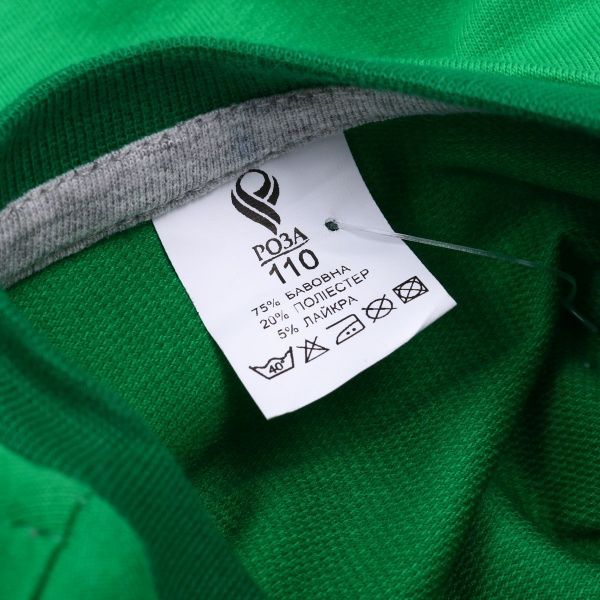 РОЗА
110
75% БАВОВНА
20% ПОЛІЕСТЕР
5% ЛАЙКРА
40°